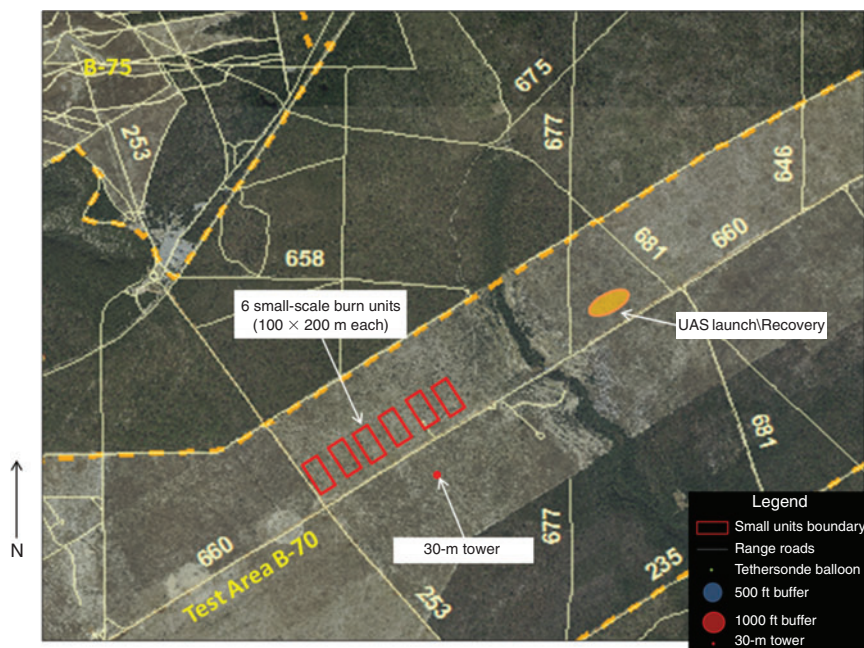 B-75
253
675
677
646
658
681
660
6 small-scale burn units
(100 × 200 m each)
UAS launch\Recovery
681
N
660
Test Area B-70
30-m tower
253
677
235
Legend
Small units boundary
Range roads
Tethersonde balloon
500 ft buffer
1000 ft buffer
30-m tower